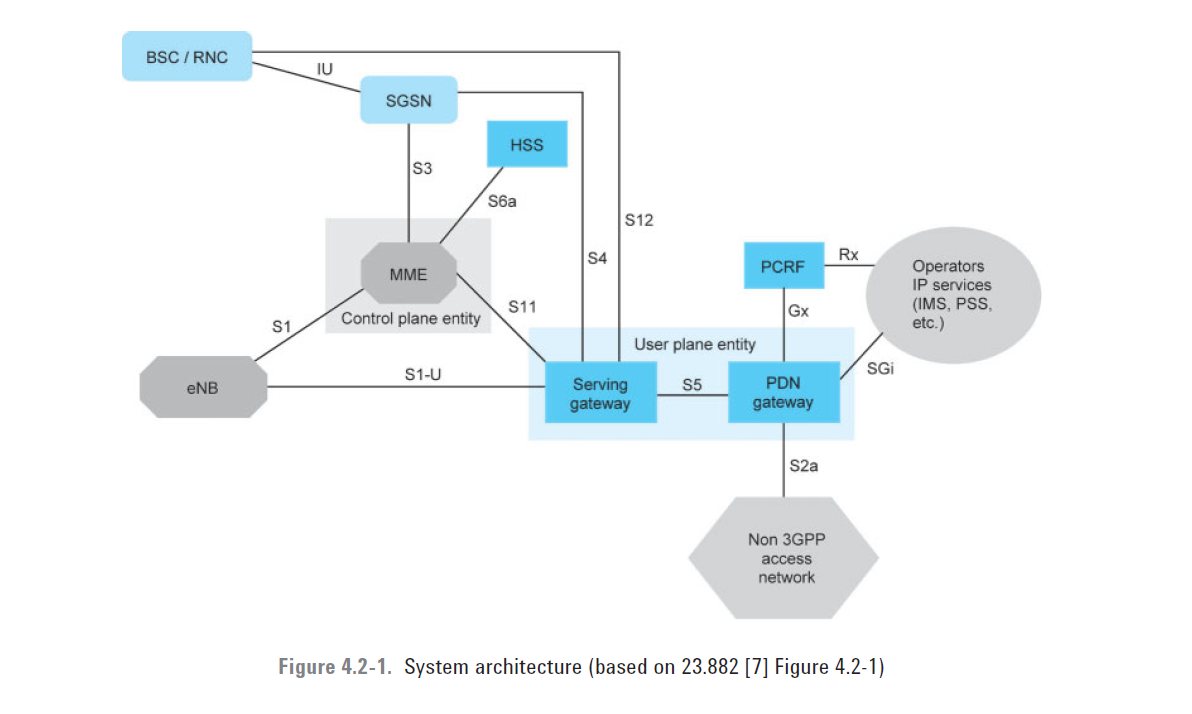 BSC / RNC
IU
SGSN
HSS
S3
S6a
S12
S4
MME
Control plane entity
S11
S1
PCRF
Rx
Operators
IP services
(IMS, PSS,
etc.)
Gx
User plane entity
SGi
eNB
S1-U
Serving
gateway
S5
PDN
gateway
S2a
Non 3GPP
access
network
Figure 4.2-1. System architecture (based on 23.882 [7] Figure 4.2-1)